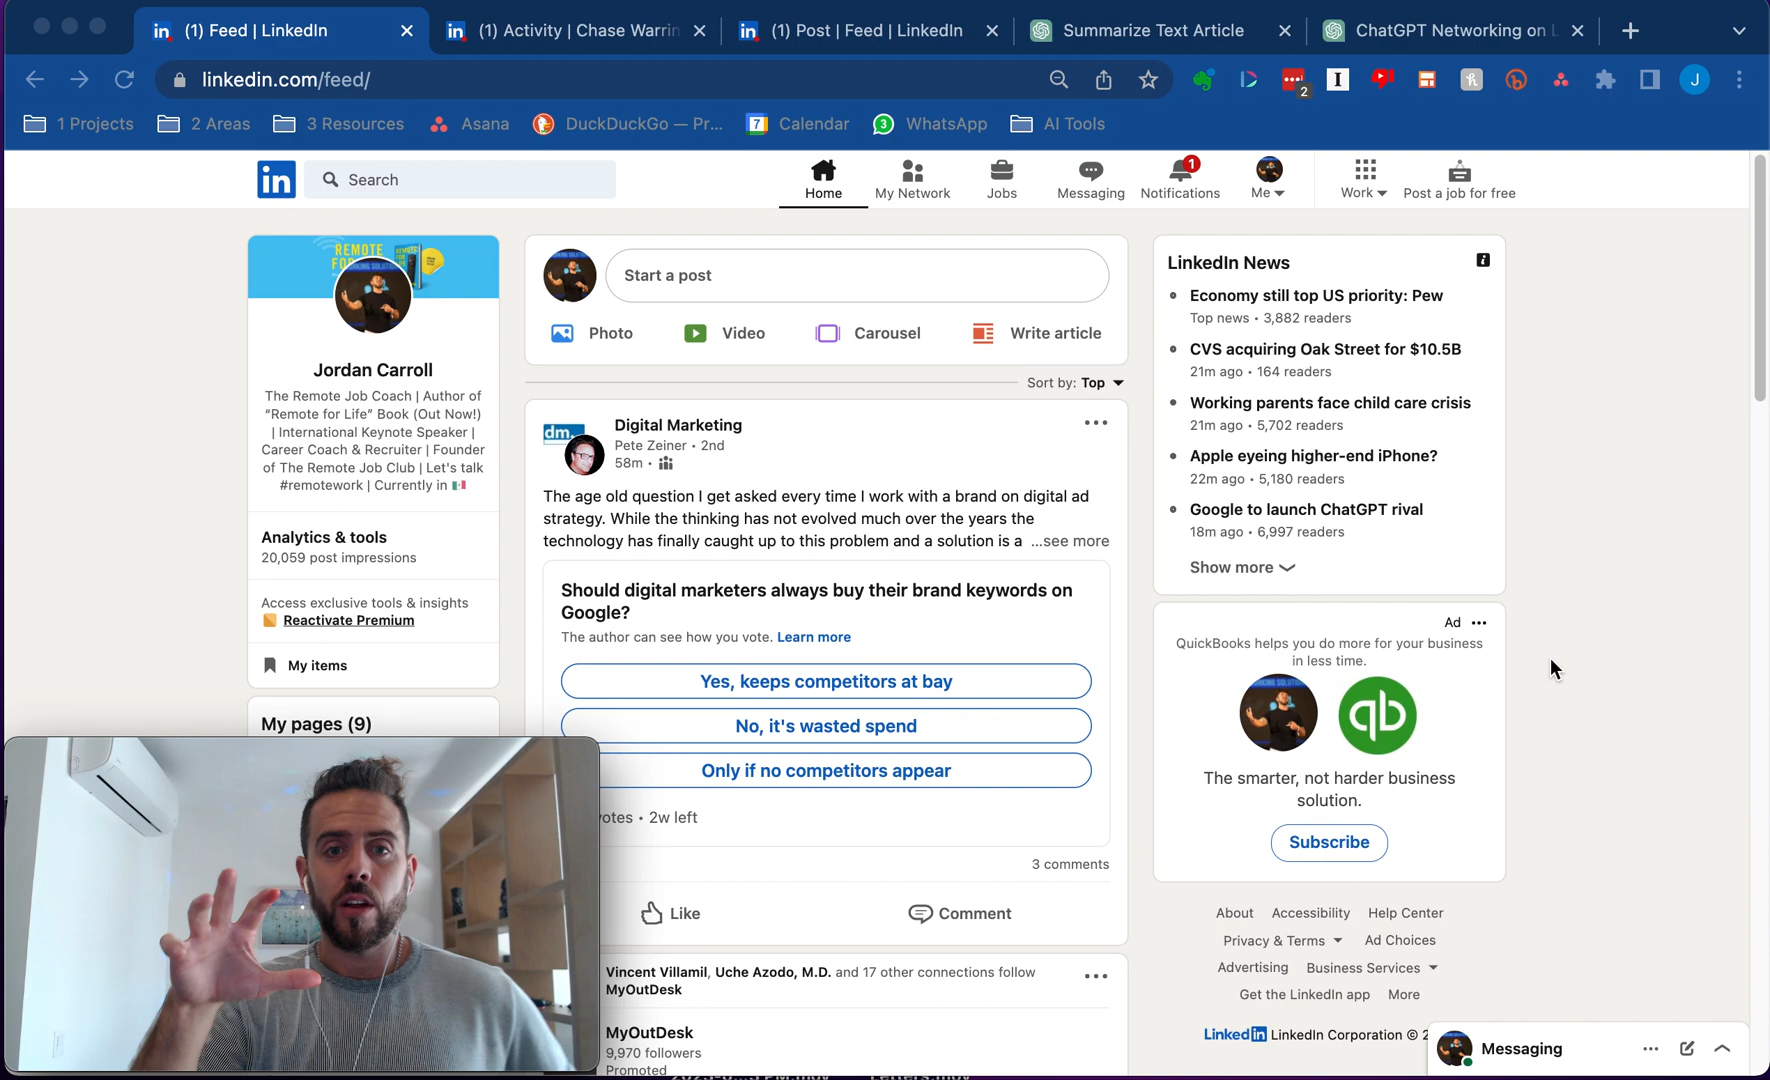 (1) Feed | LinkedIn
(1) Activity | Chase Warrin
(1) Post | Feed | LinkedIn
Summarize Text Article
ChatGPT Networking on L
linkedin.com/feed/
2
J
1 Projects
2 Areas
3 Resources
Asana
DuckDuckGo — Pr...
7
Calendar
3
WhatsApp
AI Tools
in
Search
Home
My Network
Jobs
Messaging
1
Notifications
Me
Work
Post a job for free
REMOTE
Jordan Carroll
The Remote Job Coach | Author of
“Remote for Life” Book (Out Now!)
| International Keynote Speaker |
Career Coach & Recruiter | Founder
of The Remote Job Club | Let's talk
#remotework | Currently in 🇲🇽
Analytics & tools
20,059 post impressions
Access exclusive tools & insights
Reactivate Premium
My items
My pages (9)
Start a post
Photo
Video
Carousel
Write article
Sort by: Top
dm
Digital Marketing
Pete Zeiner • 2nd
58m •
The age old question I get asked every time I work with a brand on digital ad
strategy. While the thinking has not evolved much over the years the
technology has finally caught up to this problem and a solution is a ...see more
Should digital marketers always buy their brand keywords on
Google?
The author can see how you vote. Learn more
Yes, keeps competitors at bay
No, it's wasted spend
Only if no competitors appear
votes • 2w left
3 comments
Like
Comment
Vincent Villamil, Uche Azodo, M.D. and 17 other connections follow
MyOutDesk
MyOutDesk
9,970 followers
Promoted
LinkedIn News
Economy still top US priority: Pew
Top news • 3,882 readers
CVS acquiring Oak Street for $10.5B
21m ago • 164 readers
Working parents face child care crisis
21m ago • 5,702 readers
Apple eyeing higher-end iPhone?
22m ago • 5,180 readers
Google to launch ChatGPT rival
18m ago • 6,997 readers
Show more
Ad
QuickBooks helps you do more for your business
in less time.
qb
The smarter, not harder business
solution.
Subscribe
About
Accessibility
Help Center
Privacy & Terms
Ad Choices
Advertising
Business Services
Get the LinkedIn app
More
LinkedIn LinkedIn Corporation © 2
Messaging